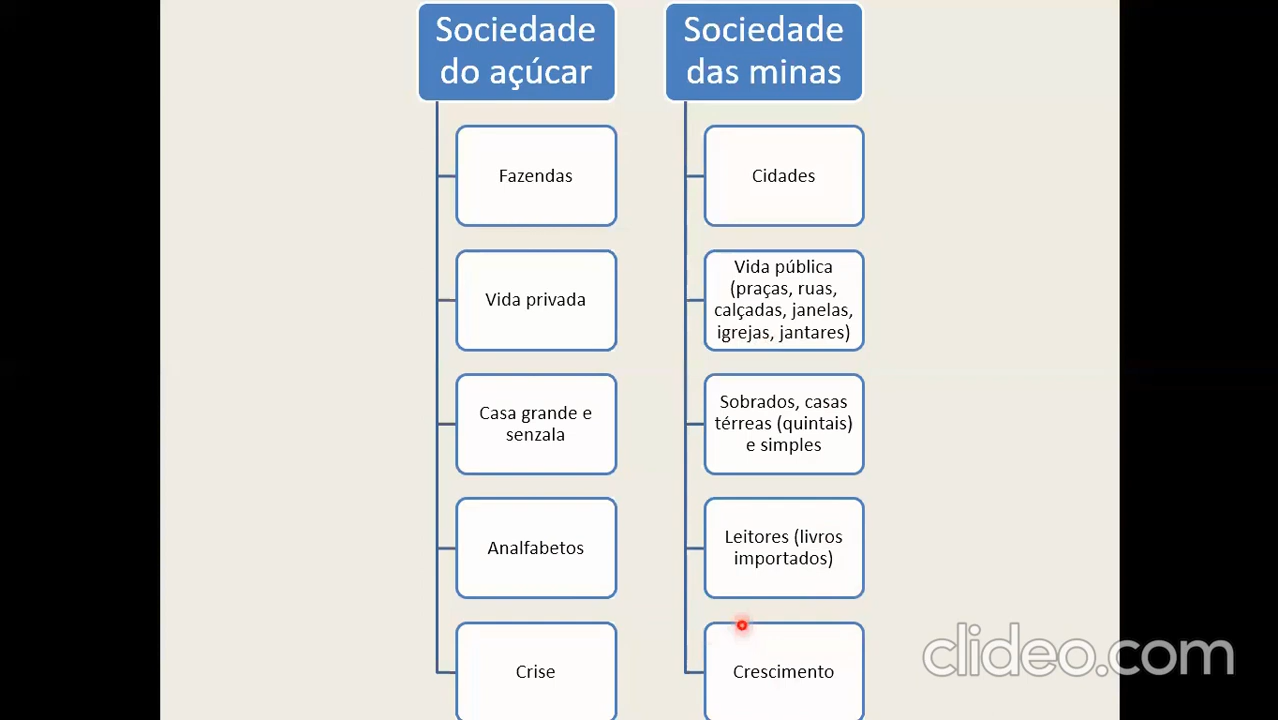 Sociedade
do açúcar
Fazendas
Vida privada
Casa grande e
senzala
Analfabetos
Crise
Sociedade
das minas
Cidades
Vida pública
(praças, ruas,
calçadas, janelas,
igrejas, jantares)
Sobrados, casas
térreas (quintais)
e simples
Leitores (livros
importados)
Crescimento
clideo.com